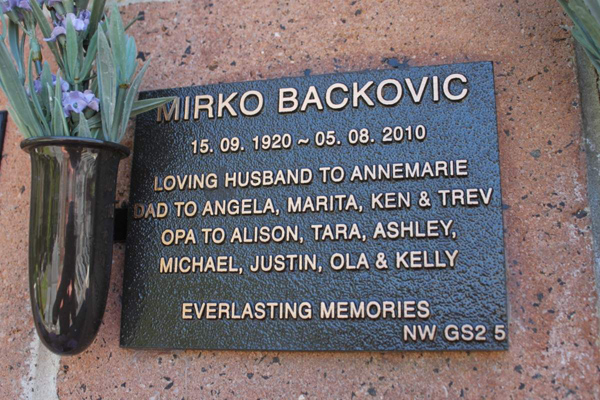 MIRKO BACKOVIC
15. 09. 1920 ~ 05. 08. 2010
LOVING HUSBAND TO ANNEMARIE
DAD TO ANGELA, MARITA, KEN & TREV
OPA TO ALISON, TARA, ASHLEY,
MICHAEL, JUSTIN, OLA & KELLY
EVERLASTING MEMORIES
NW GS2 5